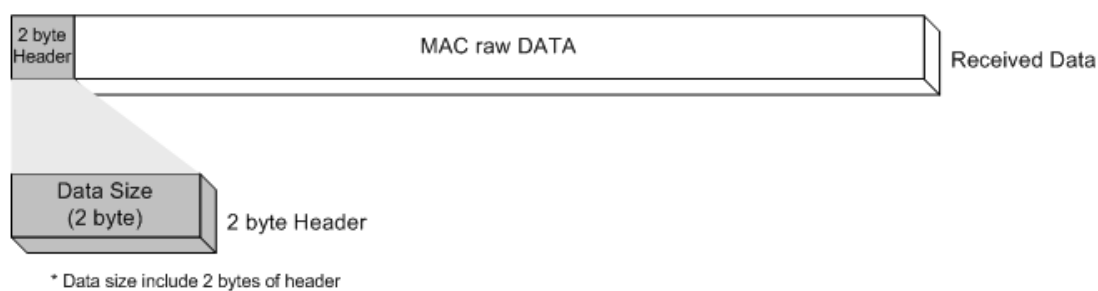 2 byte
Header
MAC raw DATA
Received Data
Data Size
(2 byte)
2 byte Header
* Data size include 2 bytes of header